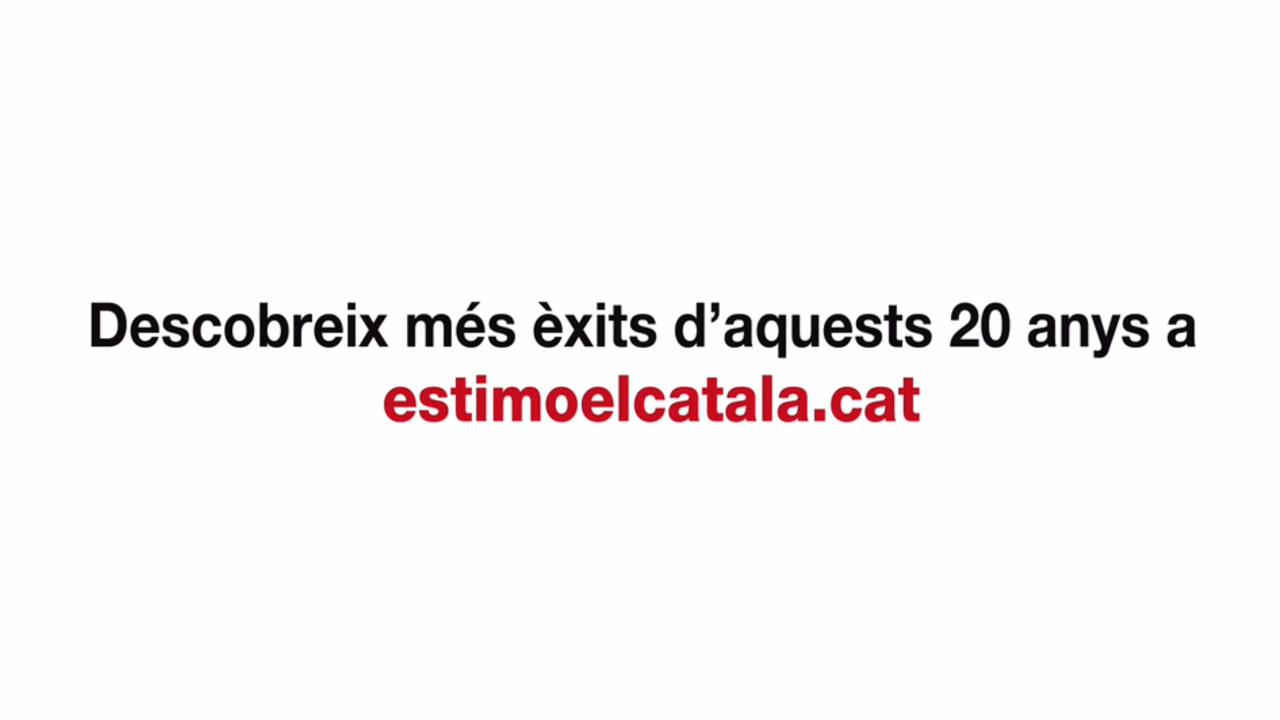 Descobreix més èxits d’aquests 20 anys a
estimoelcatala.cat